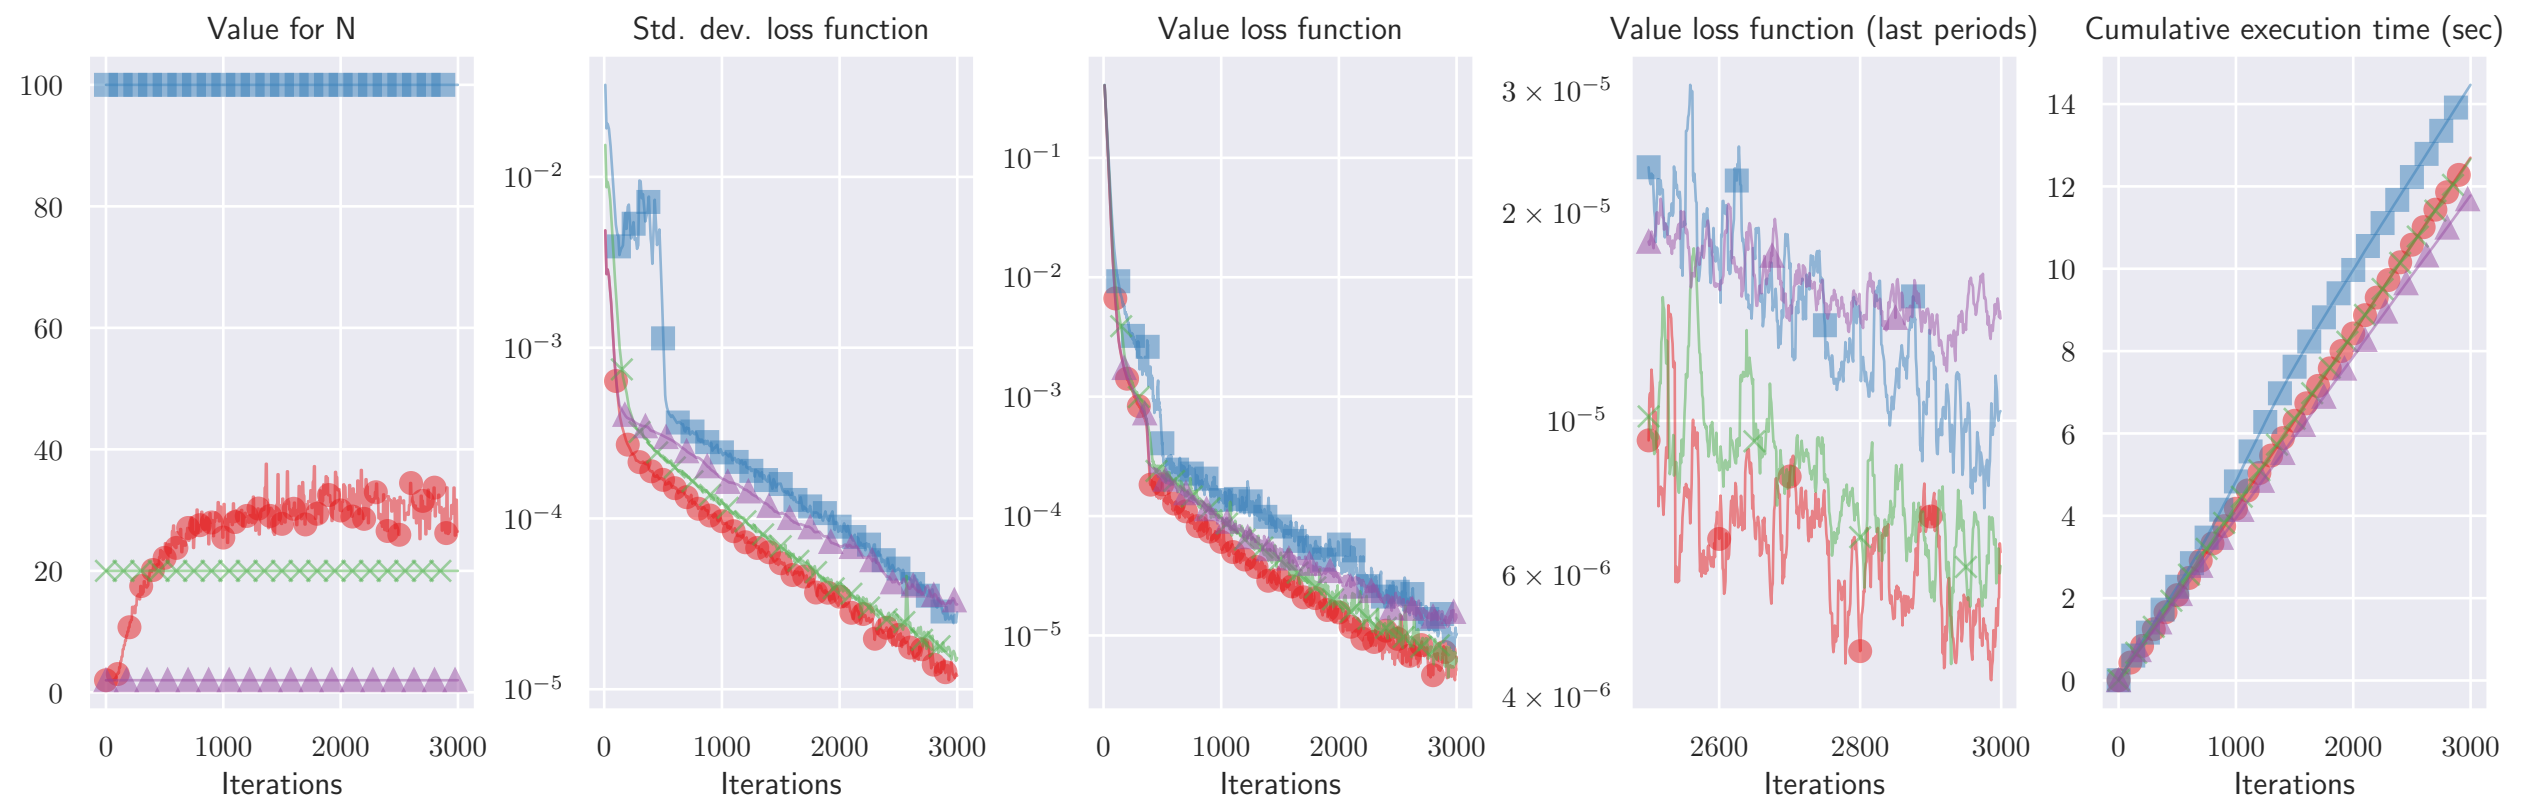 Value for N
100
80
60
40
20
0
0 1000 2000 3000
Iterations
Std. dev. loss function
10⁻²
10⁻³
10⁻⁴
10⁻⁵
0 1000 2000 3000
Iterations
Value loss function
10⁻¹
10⁻²
10⁻³
10⁻⁴
10⁻⁵
0 1000 2000 3000
Iterations
Value loss function (last periods)
3 × 10⁻⁵
2 × 10⁻⁵
10⁻⁵
6 × 10⁻⁶
4 × 10⁻⁶
2600 2800 3000
Iterations
Cumulative execution time (sec)
14
12
10
8
6
4
2
0
0 1000 2000 3000
Iterations